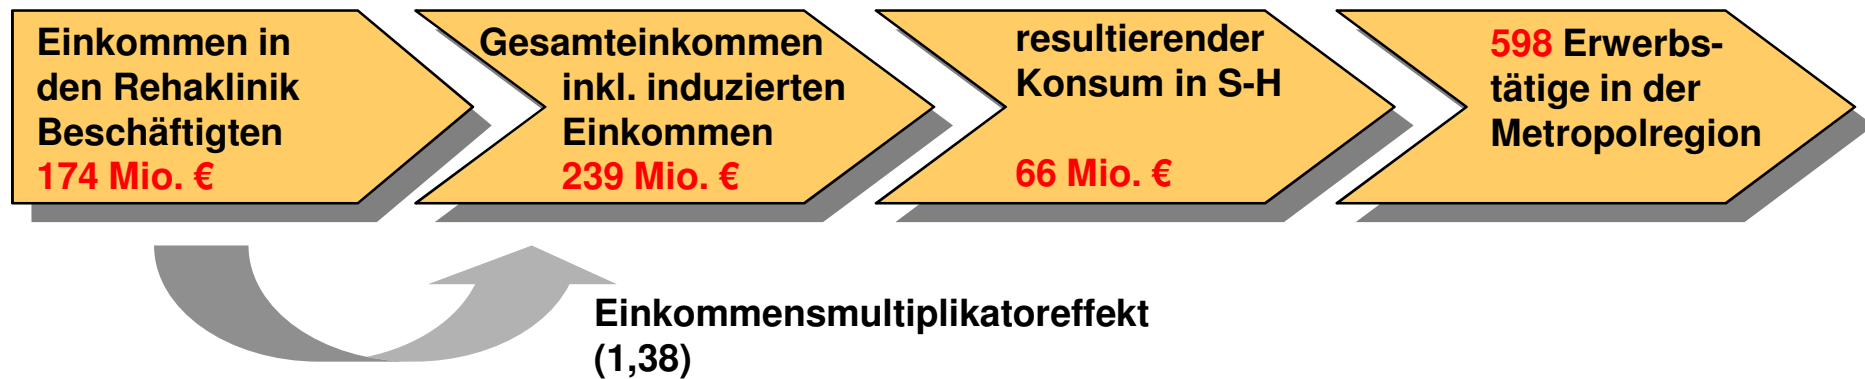 Einkommen in
den Rehaklinik
Beschäftigten
174 Mio. €
Gesamteinkommen
inkl. induzierten
Einkommen
239 Mio. €
resultierender
Konsum in S-H
66 Mio. €
598 Erwerbs-
tätige in der
Metropolregion
Einkommensmultiplikatoreffekt
(1,38)